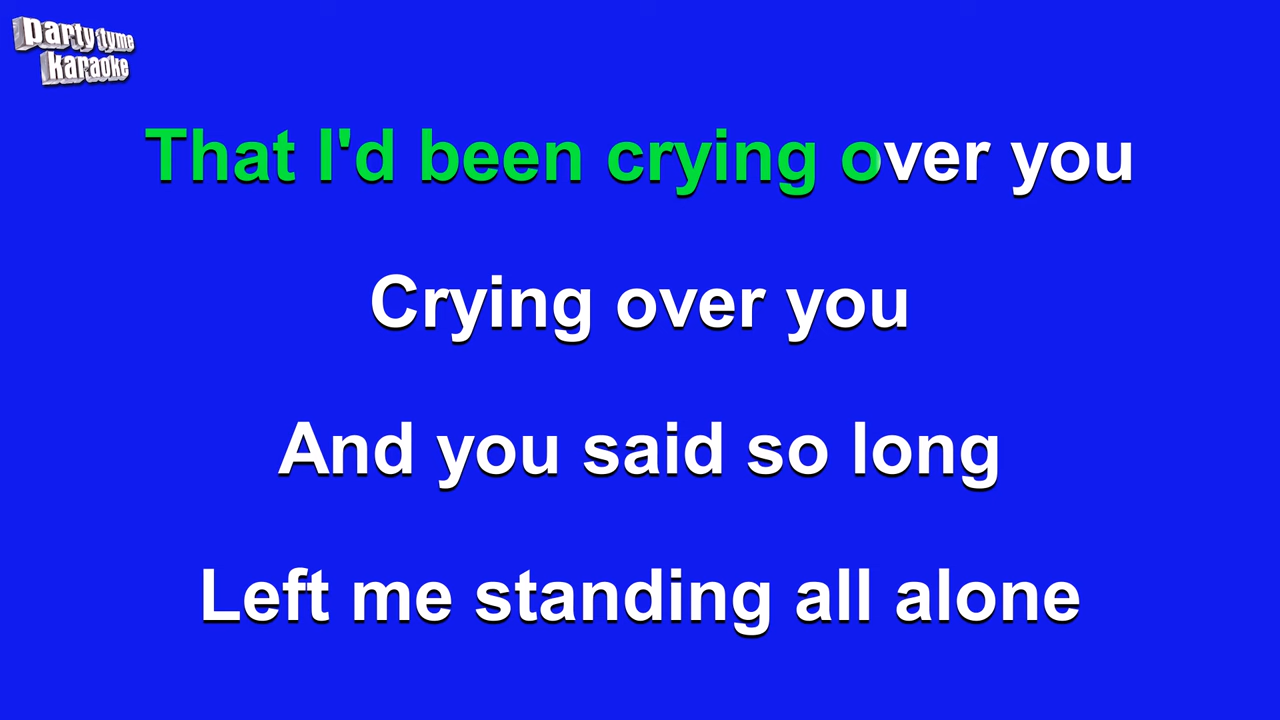 party tyme
karaoke
That I'd been crying over you
Crying over you
And you said so long
Left me standing all alone